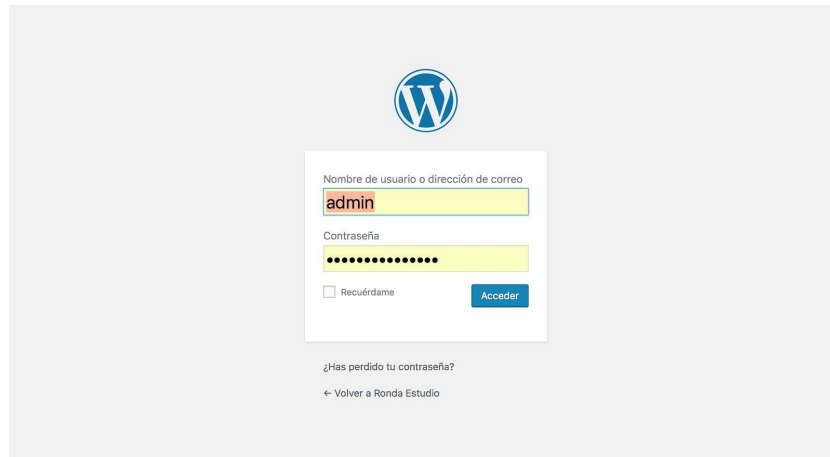 Nombre de usuario o dirección de correo
admin
Contraseña
●●●●●●●●●●●●●●●
Recuérdame
Acceder
¿Has perdido tu contraseña?
← Volver a Ronda Estudio